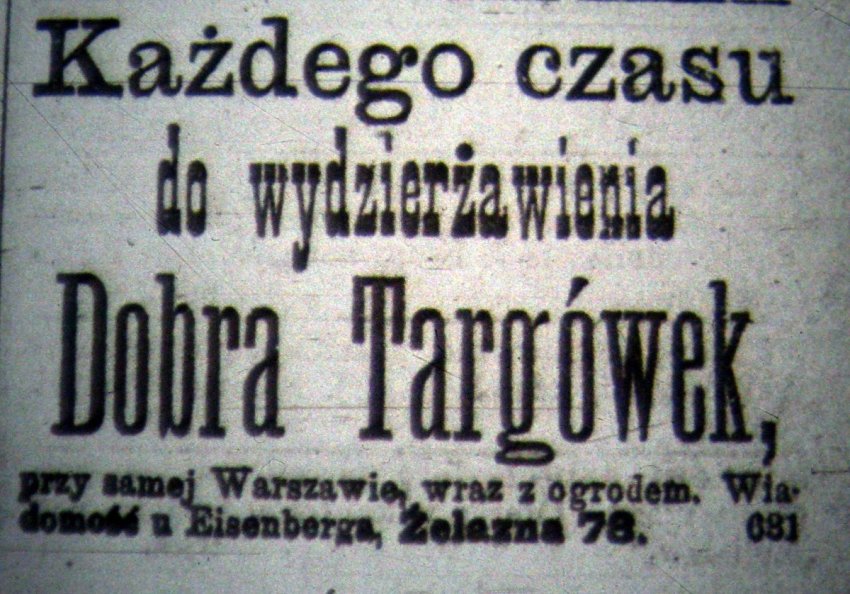 Każdego czasu
do wydzierżawienia
Dobra Targówek,
przy samej Warszawie, wraz z ogrodem. Wia-
domość u Eisenberga, Żelazna 78. 681